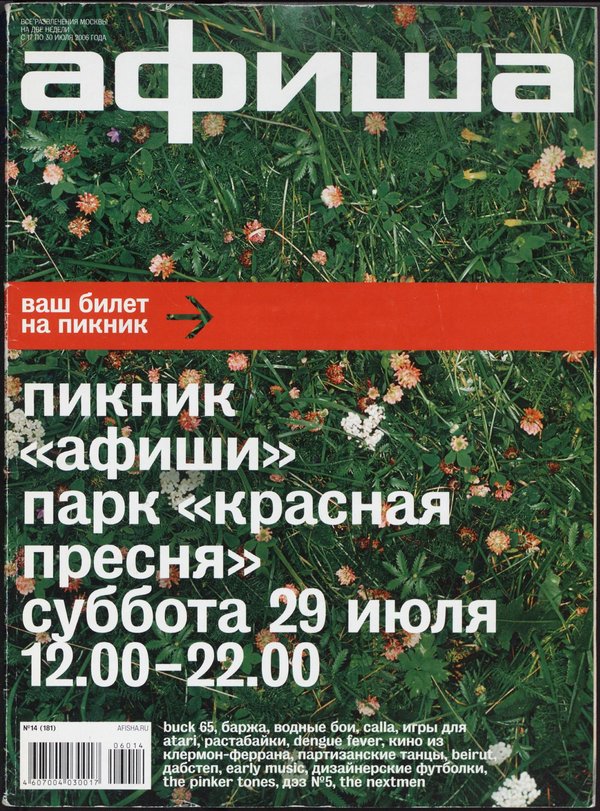 все развлечения москвы
на две недели
с 17 по 30 июля 2006 года
афиша
ваш билет
на пикник
пикник
«афиши»
парк «красная
пресня»
суббота 29 июля
12.00–22.00
№14 (181)
afisha.ru
06014
4 607004 030017
buck 65, баржа, водные бои, calla, игры для
atari, растабайки, dengue fever, кино из
клермон-феррана, партизанские танцы, beirut,
дабстеп, early music, дизайнерские футболки,
the pinker tones, дэз №5, the nextmen